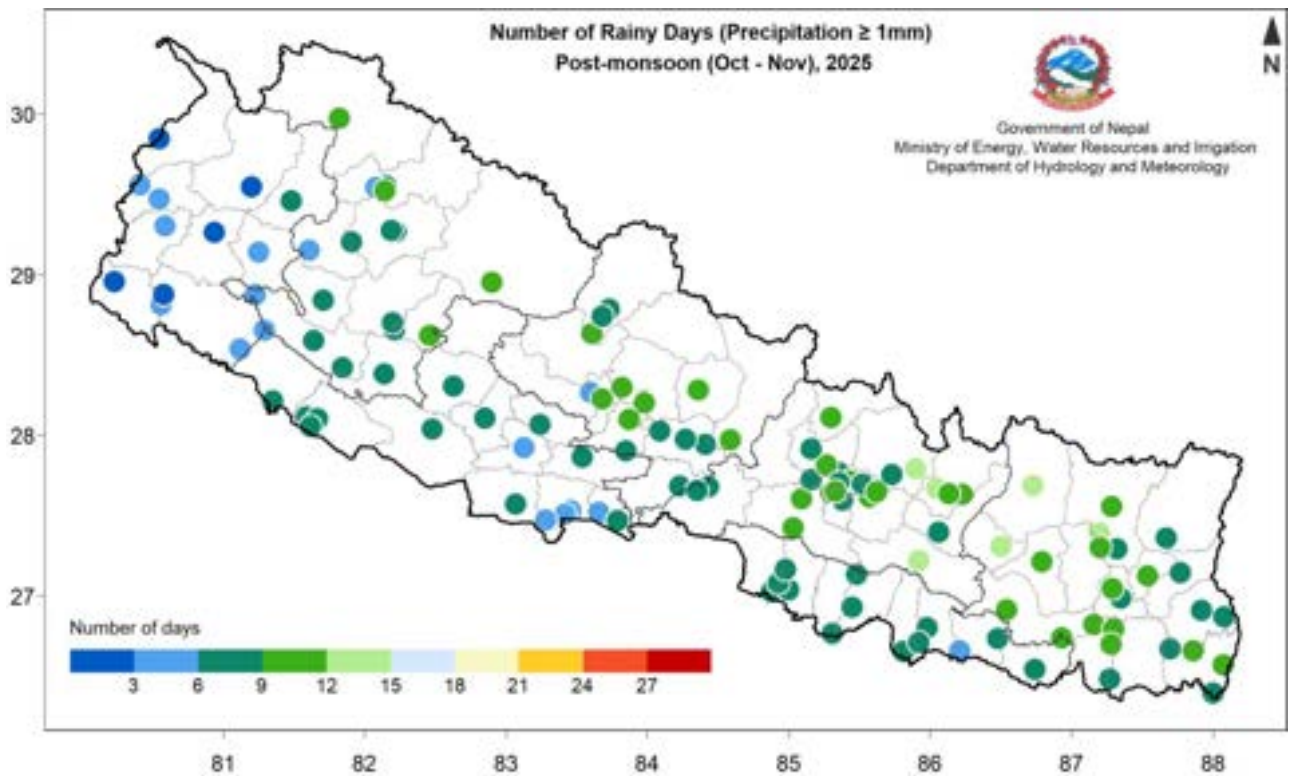 Number of Rainy Days (Precipitation ≥ 1mm)
Post-monsoon (Oct - Nov), 2025
N
Government of Nepal
Ministry of Energy, Water Resources and Irrigation
Department of Hydrology and Meteorology
30
29
28
27
Number of days
3 6 9 12 15 18 21 24 27
81 82 83 84 85 86 87 88